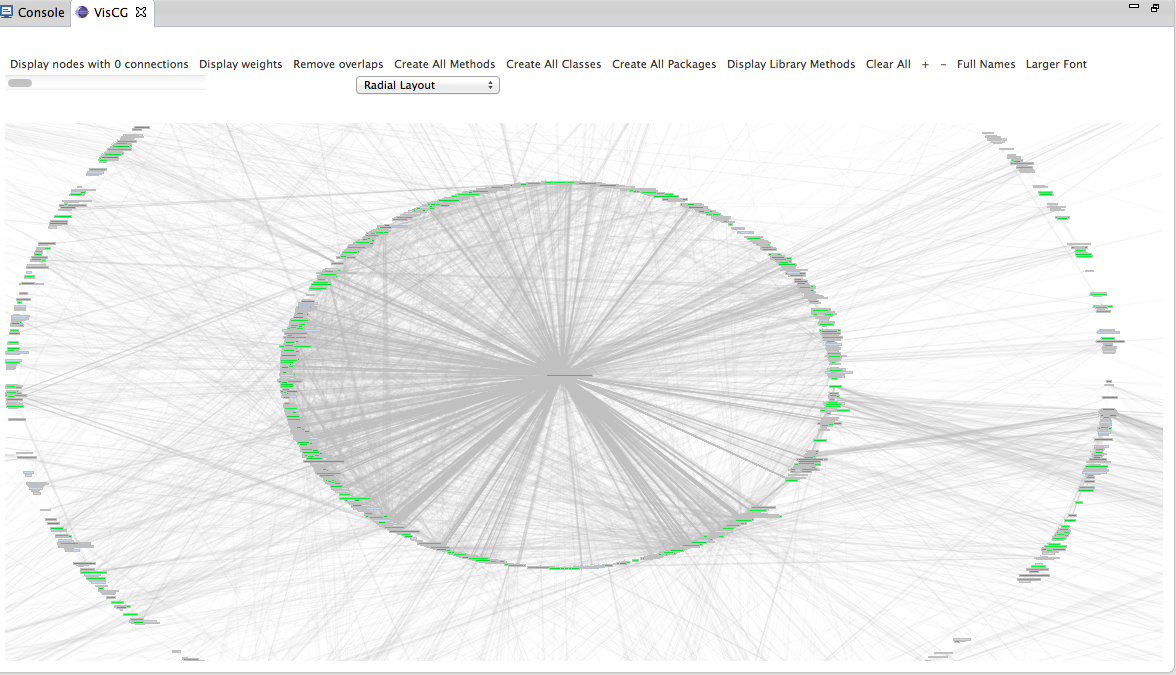 Console VisCG
Display nodes with 0 connections Display weights Remove overlaps Create All Methods Create All Classes Create All Packages Display Library Methods Clear All + - Full Names Larger Font
Radial Layout